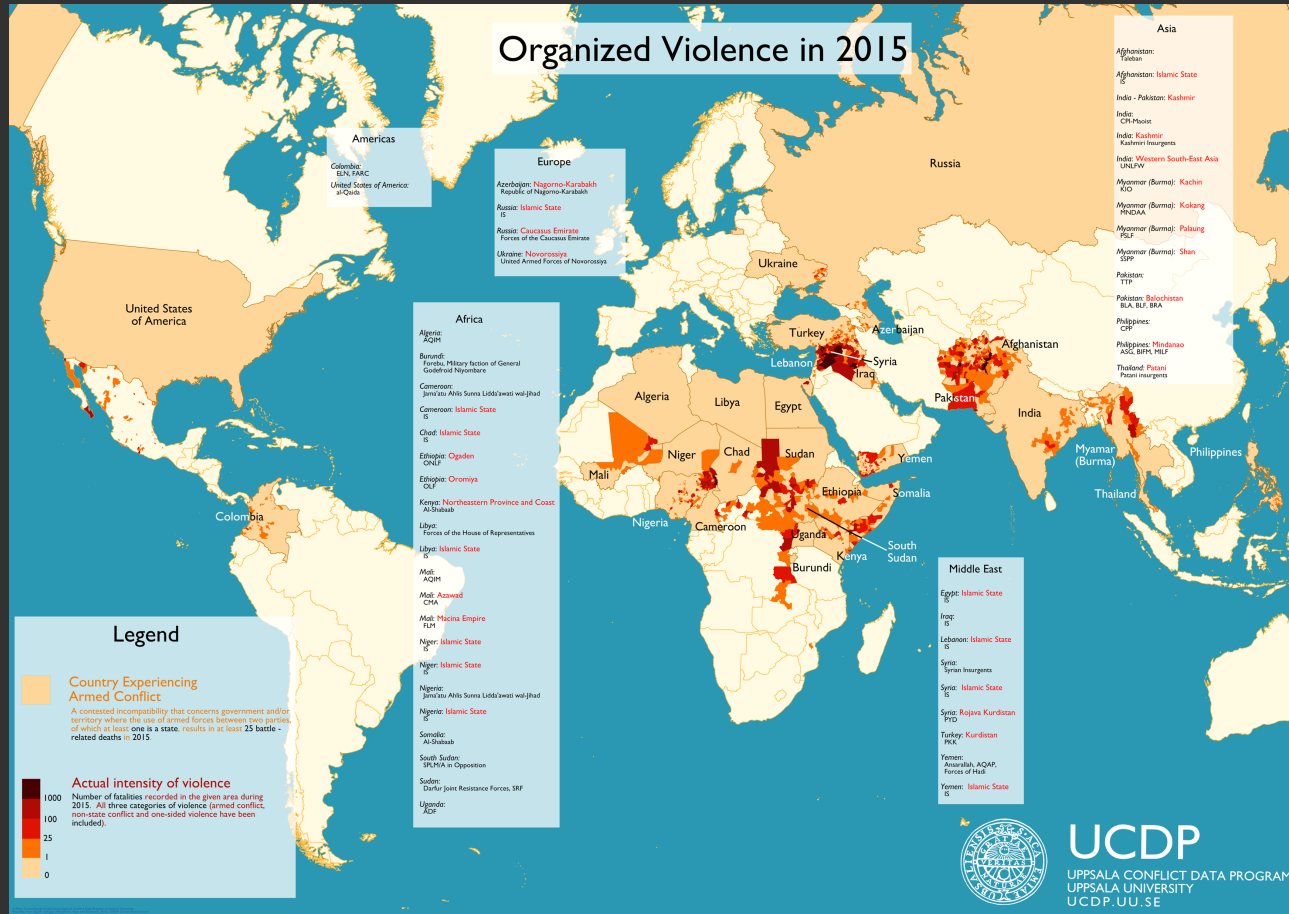 Organized Violence in 2015
Americas
Colombia:
ELN, FARC
United States of America:
al-Qaida
Europe
Azerbaijan: Nagorno-Karabakh
Republic of Nagorno-Karabakh
Russia: Islamic State
IS
Russia: Caucasus Emirate
Forces of the Caucasus Emirate
Ukraine: Novorossiya
United Armed Forces of Novorossiya
Africa
Algeria:
AQIM
Burundi:
Forebu, Military faction of General
Godefroid Niyombare
Cameroon:
Jama'atu Ahlis Sunna Lidda'awati wal-Jihad
Cameroon: Islamic State
IS
Chad: Islamic State
IS
Ethiopia: Ogaden
ONLF
Ethiopia: Oromiya
OLF
Kenya: Northeastern Province and Coast
Al-Shabaab
Libya:
Forces of the House of Representatives
Libya: Islamic State
IS
Mali:
AQIM
Mali: Azawad
CMA
Mali: Macina Empire
FLM
Niger: Islamic State
IS
Niger: Islamic State
IS
Nigeria:
Jama'atu Ahlis Sunna Lidda'awati wal-Jihad
Nigeria: Islamic State
IS
Somalia:
Al-Shabaab
South Sudan:
SPLM/A in Opposition
Sudan:
Darfur Joint Resistance Forces, SRF
Uganda:
ADF
Asia
Afghanistan:
Taleban
Afghanistan: Islamic State
IS
India - Pakistan: Kashmir
India:
CPI-Maoist
India: Kashmir
Kashmiri Insurgents
India: Western South-East Asia
UNLFW
Myanmar (Burma): Kachin
KIO
Myanmar (Burma): Kokang
MNDAA
Myanmar (Burma): Palaung
PSLF
Myanmar (Burma): Shan
SSPP
Pakistan:
TTP
Pakistan: Balochistan
BLA, BLF, BRA
Philippines:
CPP
Philippines: Mindanao
ASG, BIFM, MILF
Thailand: Patani
Patani insurgents
Middle East
Egypt: Islamic State
IS
Iraq:
IS
Lebanon: Islamic State
IS
Syria:
Syrian Insurgents
Syria: Islamic State
IS
Syria: Rojava Kurdistan
PYD
Turkey: Kurdistan
PKK
Yemen:
Ansarallah, AQAP,
Forces of Hadi
Yemen: Islamic State
IS
United States
of America
Colombia
Russia
Ukraine
Turkey
Azerbaijan
Lebanon
Syria
Iraq
Afghanistan
Pakistan
India
Myamar
(Burma)
Thailand
Philippines
Algeria
Libya
Egypt
Mali
Niger
Chad
Sudan
Yemen
Nigeria
Cameroon
Ethiopia
Somalia
Uganda
Kenya
South
Sudan
Burundi
Legend
Country Experiencing
Armed Conflict
A contested incompatibility that concerns government and/or
territory where the use of armed forces between two parties,
of which at least one is a state, results in at least 25 battle -
related deaths in 2015.
Actual intensity of violence
Number of fatalities recorded in the given area during
2015. All three categories of violence (armed conflict,
non-state conflict and one-sided violence have been
included).
1000
100
25
1
0
UCDP
UPPSALA CONFLICT DATA PROGRAM
UPPSALA UNIVERSITY
UCDP.UU.SE